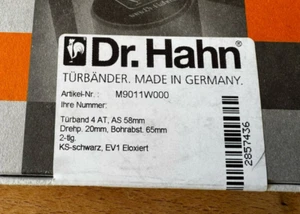 Dr. Hahn
TÜRBÄNDER. MADE IN GERMANY.
Artikel-Nr. : M9011W000
Ihre Nummer:
Türband 4 AT, AS 58mm
Drehp. 20mm, Bohrabst. 65mm
2-tlg.
KS-schwarz, EV1 Eloxiert
2857436